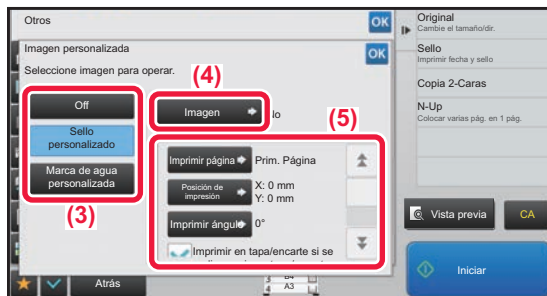 Otros
OK
Imagen personalizada
OK
Seleccione imagen para operar.
(4)
Off
Imagen
No
(5)
Sello
personalizado
Imprimir página
Prim. Página
Marca de agua
personalizada
Posición de
impresión
X: 0 mm
Y: 0 mm
(3)
Imprimir ángulo
0°
Imprimir en tapa/encarte si se
Atrás
B4
A3
4
Original
Cambie el tamaño/dir.
Sello
Imprimir fecha y sello
Copia 2-Caras
N-Up
Colocar varias pág. en 1 pág.
Vista previa
CA
Iniciar